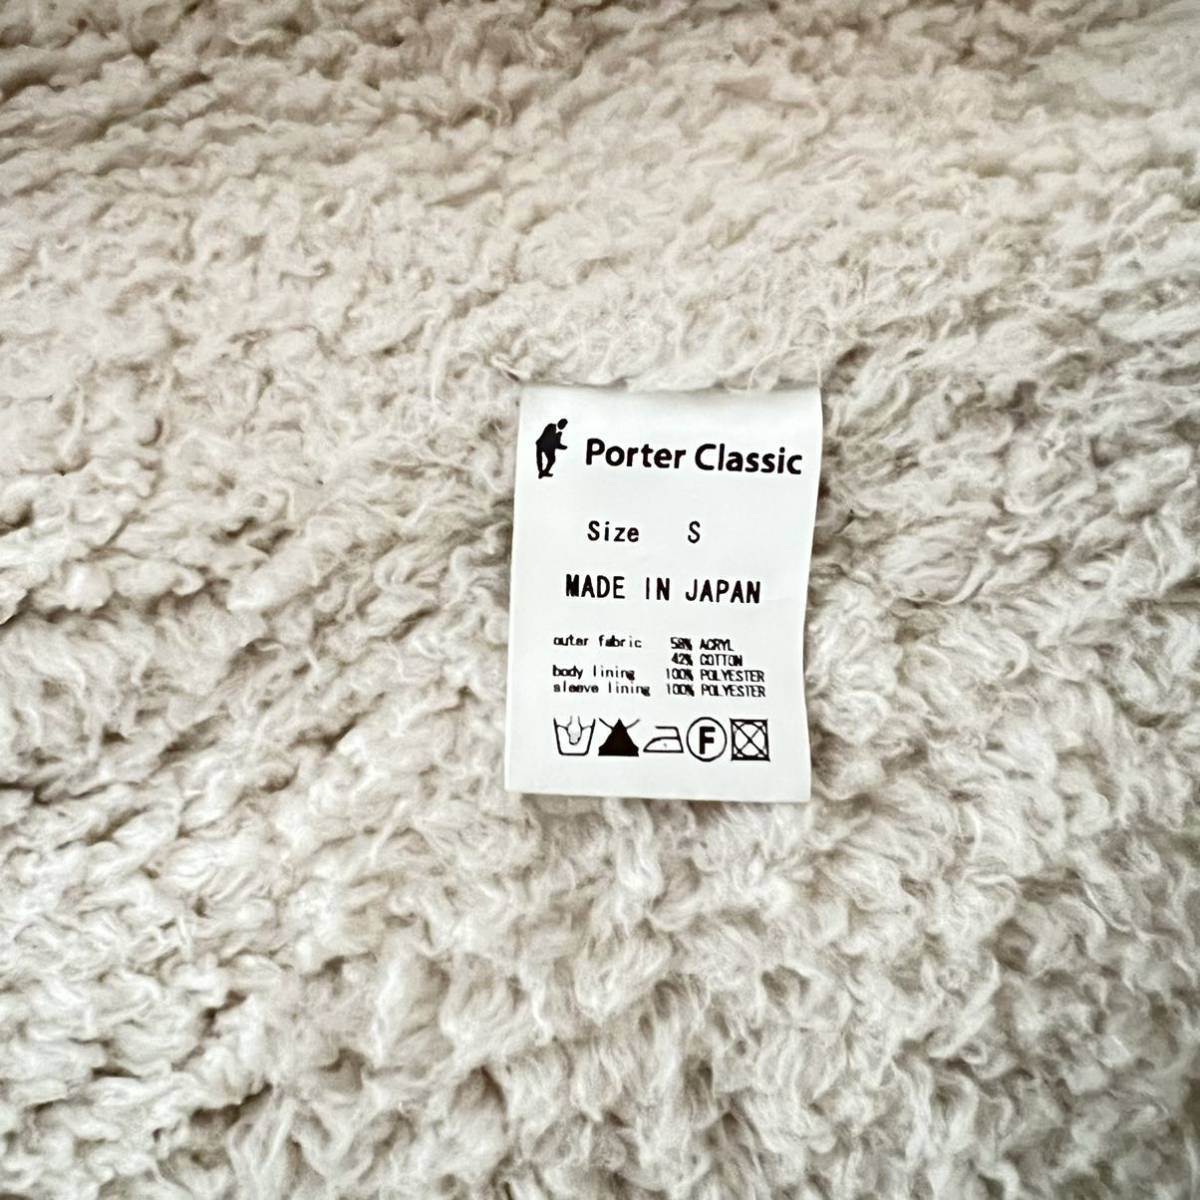 Porter Classic
Size S
MADE IN JAPAN
outer fabric 58% ACRYL
42% COTTON
body lining 100% POLYESTER
sleeve lining 100% POLYESTER
F